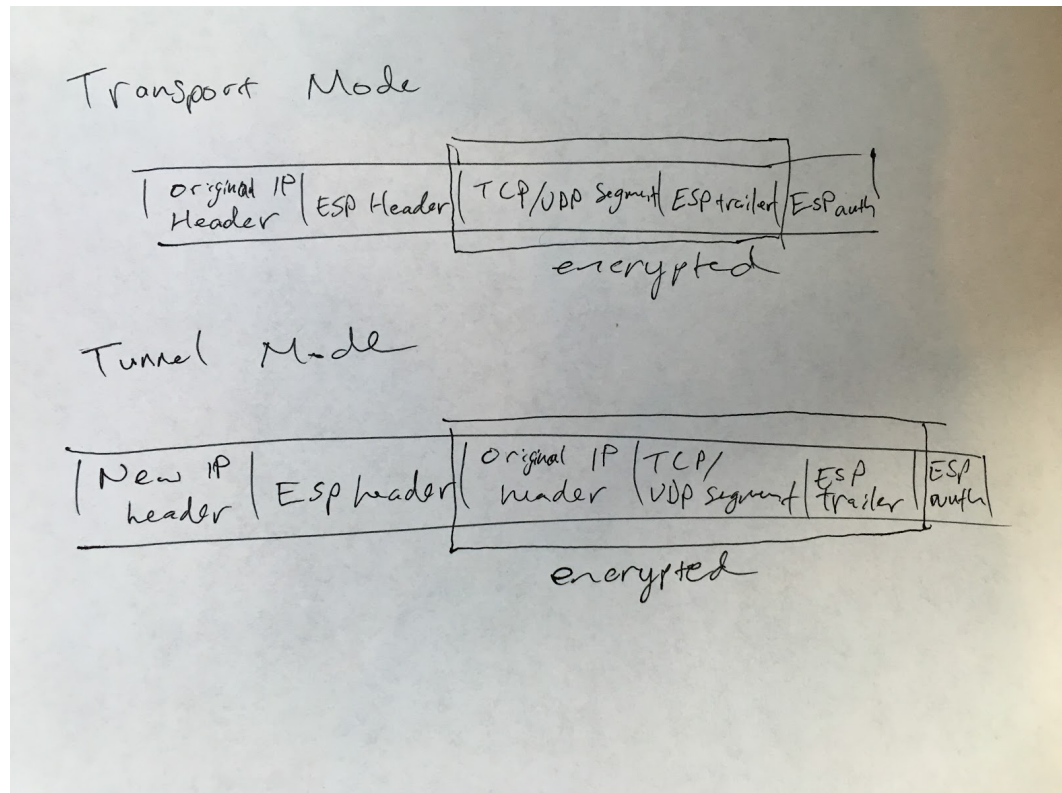 Transport Mode
Original IP Header | ESP Header | TCP/UDP Segment | ESP trailer | ESP auth
encrypted
Tunnel Mode
New IP header | ESP header | Original IP header | TCP/UDP segment | ESP trailer | ESP auth
encrypted